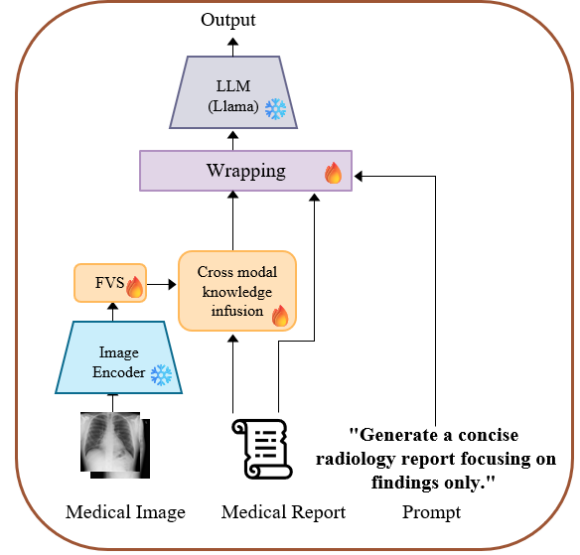 Output
LLM
(Llama)
Wrapping
FVS
Cross modal
knowledge
infusion
Image
Encoder
"Generate a concise
radiology report focusing on
findings only."
Medical Image
Medical Report
Prompt